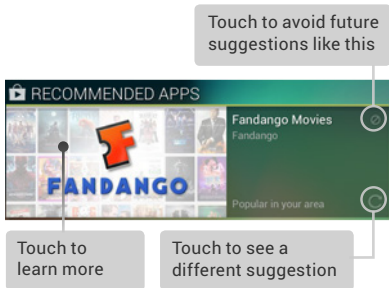 Touch to avoid future
suggestions like this
RECOMMENDED APPS
Fandango Movies
Fandango
FANDANGO
Popular in your area
Touch to
learn more
Touch to see a
different suggestion